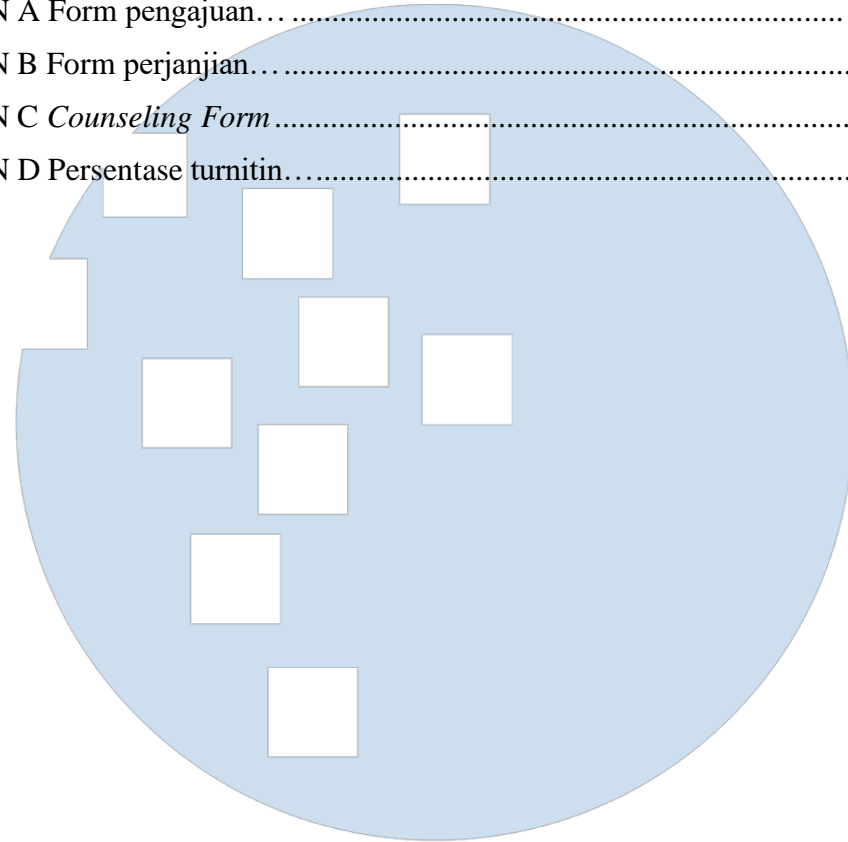 N A Form pengajuan… ..........................................................................
N B Form perjanjian… ..........................................................................
N C Counseling Form ..........................................................................
N D Persentase turnitin… ......................................................................